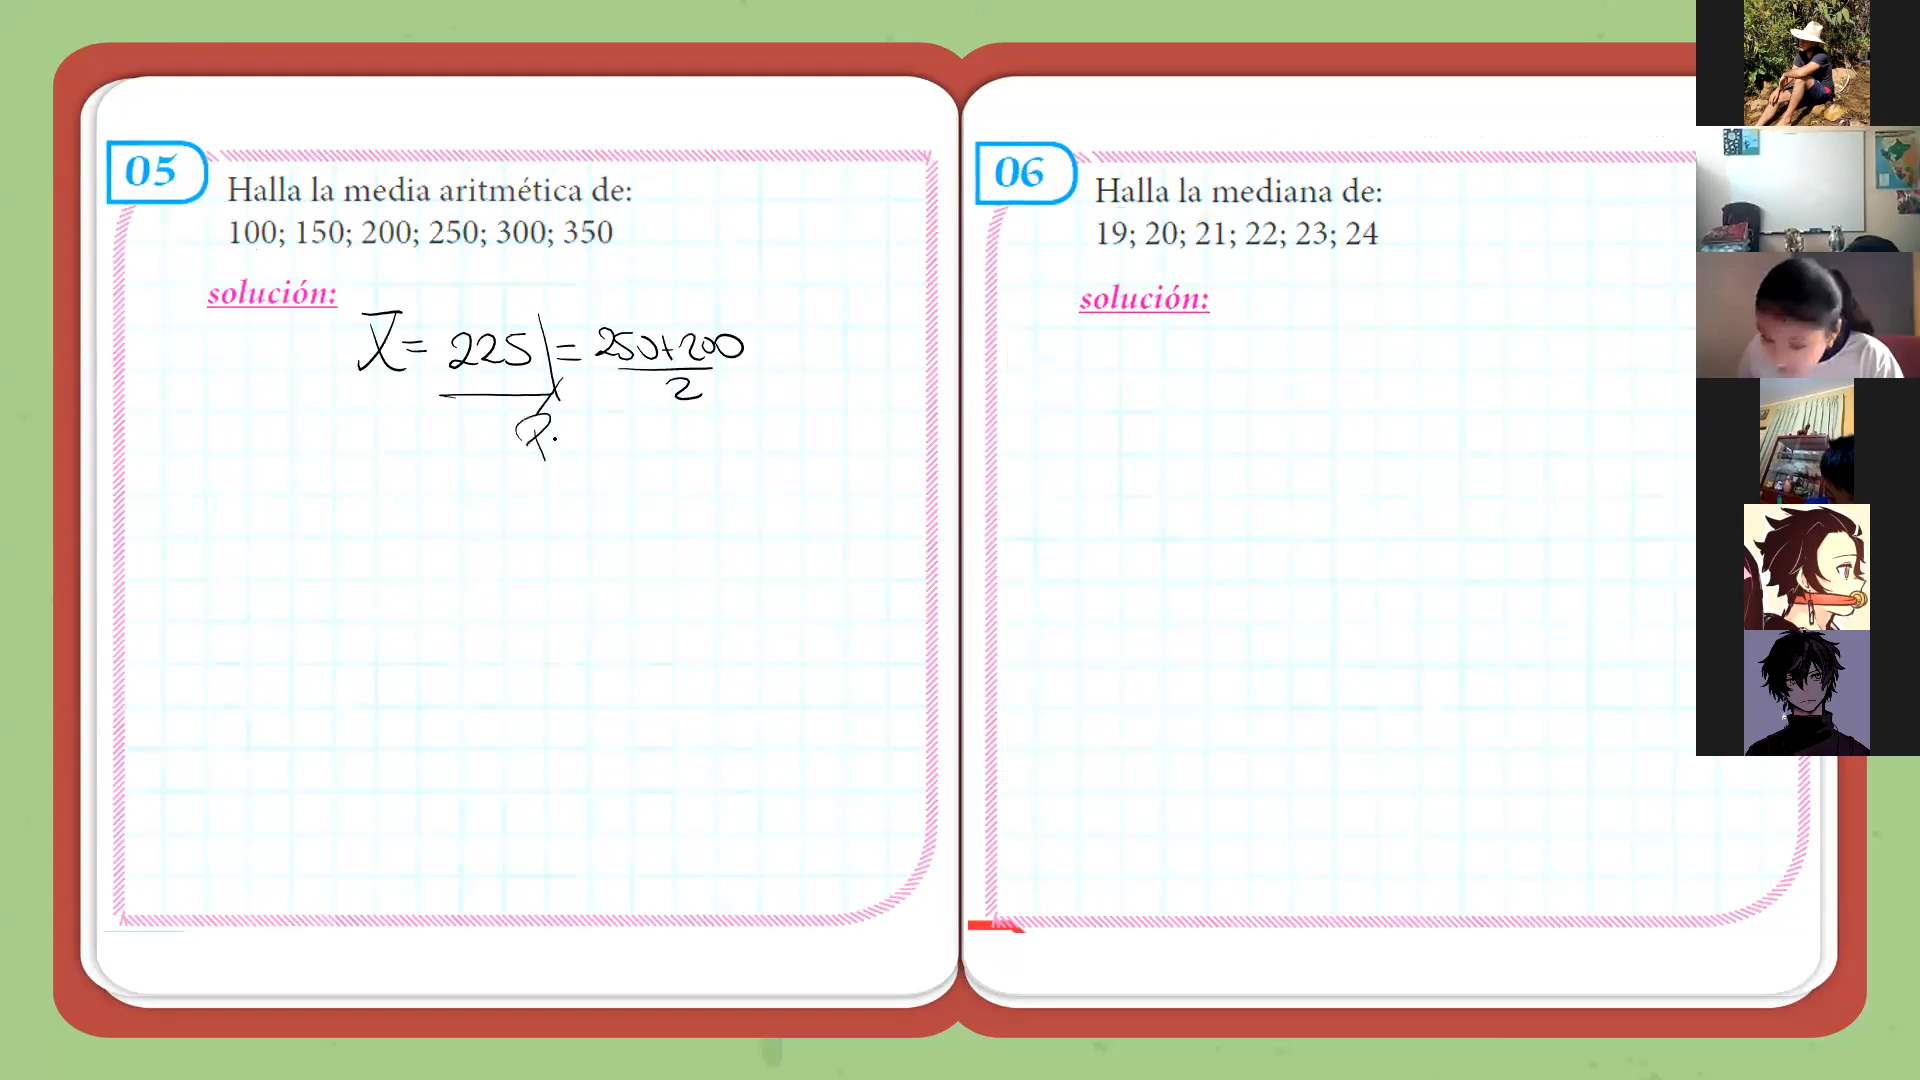 05
Halla la media aritmética de:
100; 150; 200; 250; 300; 350
solución:
X̄ = 225 = 250+200
2
R.
06
Halla la mediana de:
19; 20; 21; 22; 23; 24
solución: